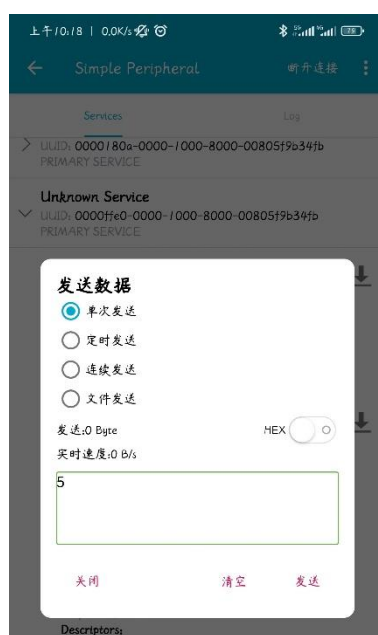 上午10:18 | 0.0K/s
Simple Peripheral 断开连接
Services Log
UUID: 0000180a-0000-1000-8000-00805f9b34fb
PRIMARY SERVICE
Unknown Service
UUID: 0000ffe0-0000-1000-8000-00805f9b34fb
PRIMARY SERVICE
发送数据
单次发送
定时发送
连续发送
文件发送
发送:0 Byte HEX
实时速度:0 B/s
5
关闭 清空 发送
Descriptors: